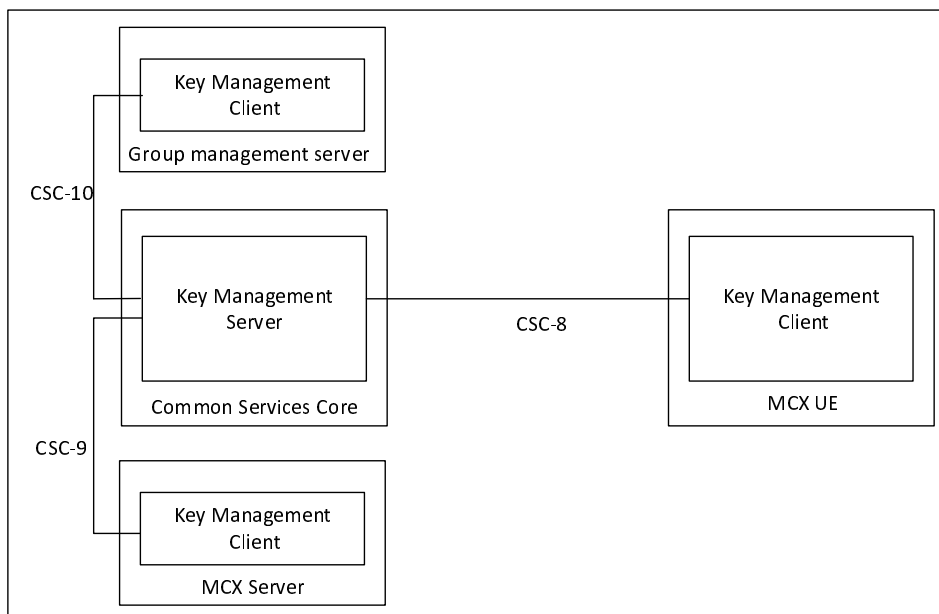 Key Management
Client
Group management server
CSC-10
Key Management
Server
Common Services Core
CSC-8
Key Management
Client
MCX UE
CSC-9
Key Management
Client
MCX Server